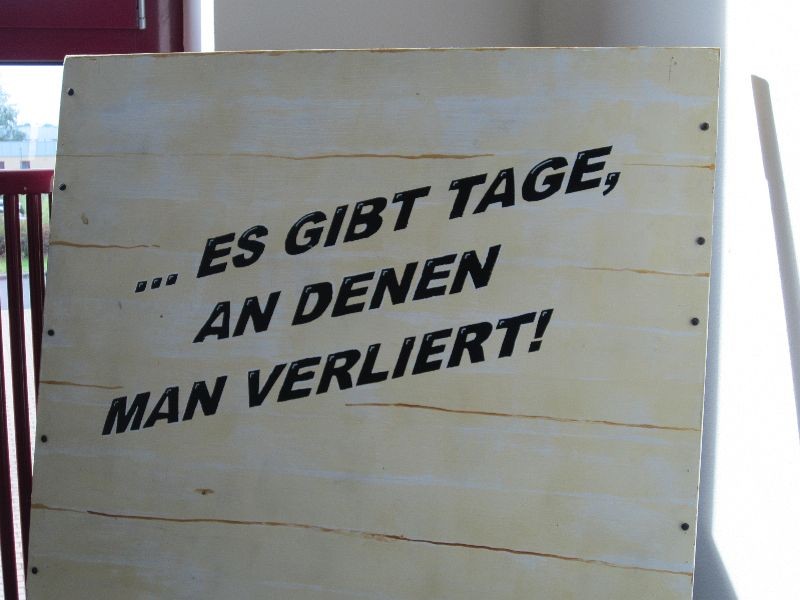 ... ES GIBT TAGE,
AN DENEN
MAN VERLIERT!